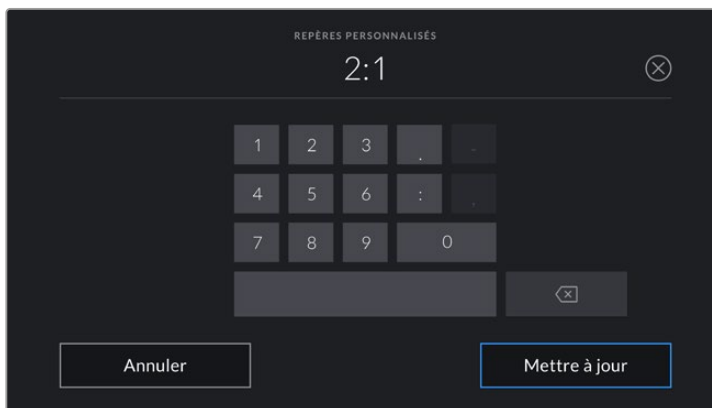 REPÈRES PERSONNALISÉS
2:1
1 2 3 . -
4 5 6 : ,
7 8 9 0
Annuler Mettre à jour